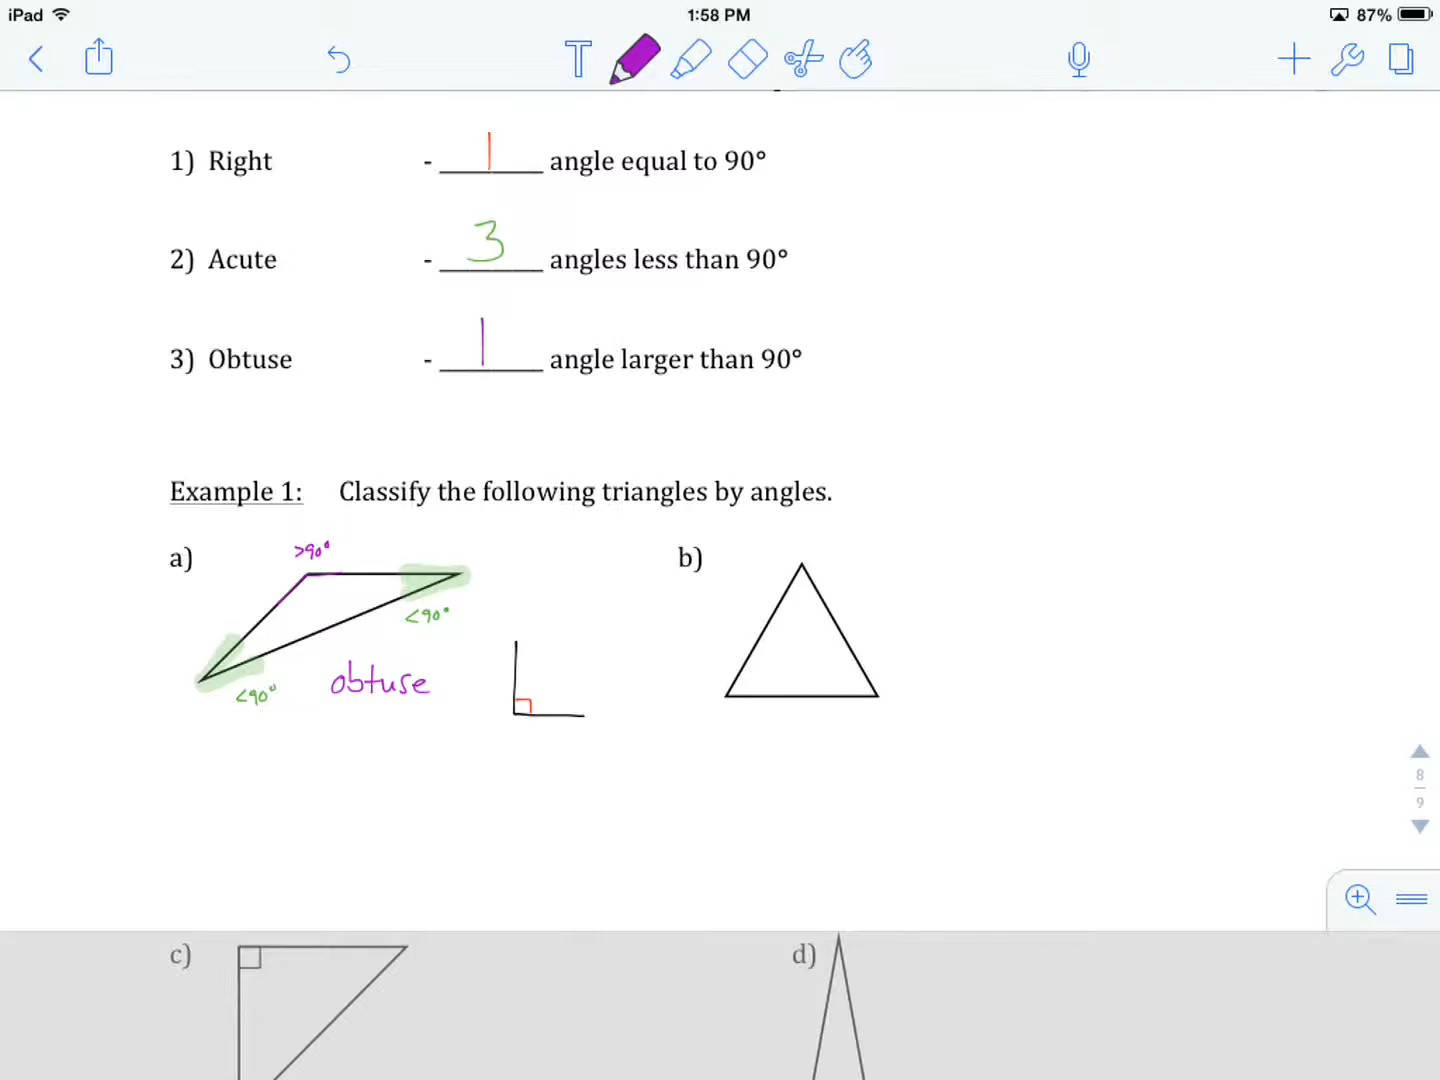 iPad 1:58 PM 87%
T
1) Right - 1 angle equal to 90°
2) Acute - 3 angles less than 90°
3) Obtuse - 1 angle larger than 90°
Example 1: Classify the following triangles by angles.
a) >90° b)
<90°
<90° obtuse
8
9
c) d)